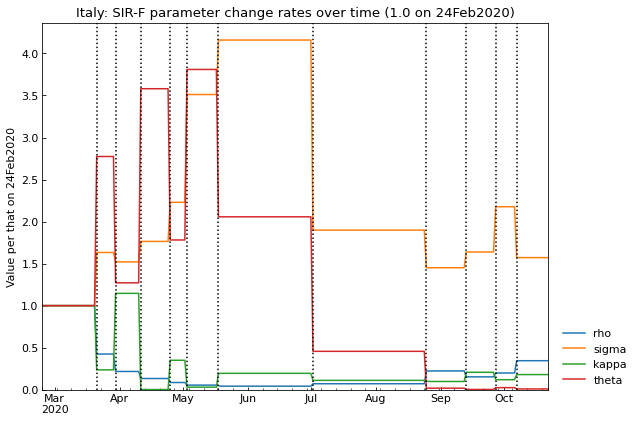 Italy: SIR-F parameter change rates over time (1.0 on 24Feb2020)
Value per that on 24Feb2020
4.0
3.5
3.0
2.5
2.0
1.5
1.0
0.5
0.0
Mar Apr May Jun Jul Aug Sep Oct
2020
rho
sigma
kappa
theta